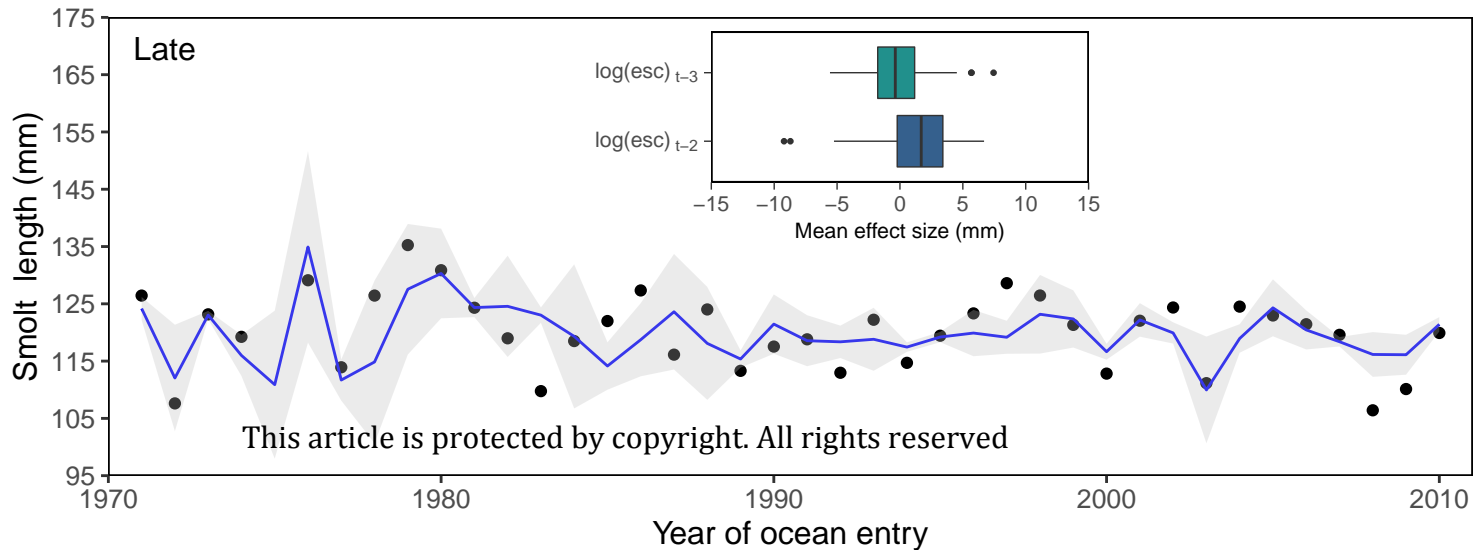 175
Late
165
log(esc) t−3
155
log(esc) t−2
145
−15 −10 −5 0 5 10 15
Mean effect size (mm)
135
125
115
105
95
Smolt length (mm)
This article is protected by copyright. All rights reserved
1970 1980 1990 2000 2010
Year of ocean entry